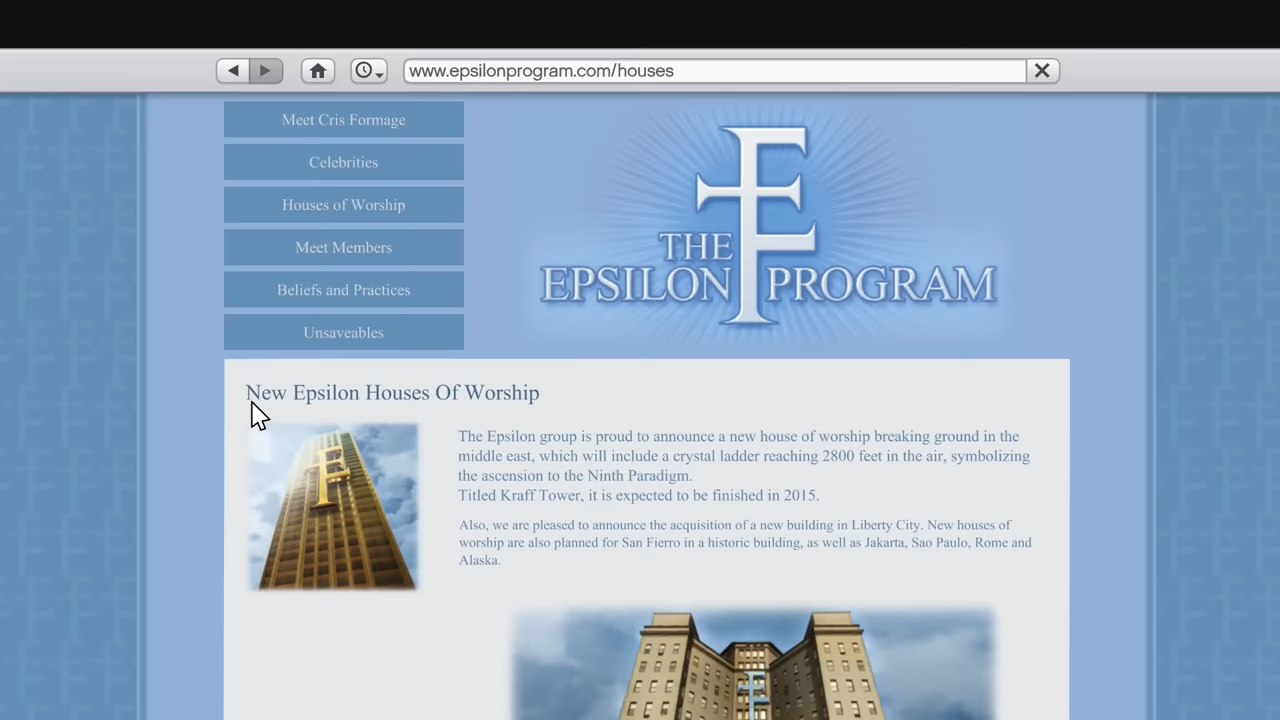 www.epsilonprogram.com/houses
Meet Cris Formage
Celebrities
Houses of Worship
Meet Members
Beliefs and Practices
Unsaveables
THE
EPSILON PROGRAM
New Epsilon Houses Of Worship
The Epsilon group is proud to announce a new house of worship breaking ground in the
middle east, which will include a crystal ladder reaching 2800 feet in the air, symbolizing
the ascension to the Ninth Paradigm.
Titled Kraff Tower, it is expected to be finished in 2015.
Also, we are pleased to announce the acquisition of a new building in Liberty City. New houses of
worship are also planned for San Fierro in a historic building, as well as Jakarta, Sao Paulo, Rome and
Alaska.